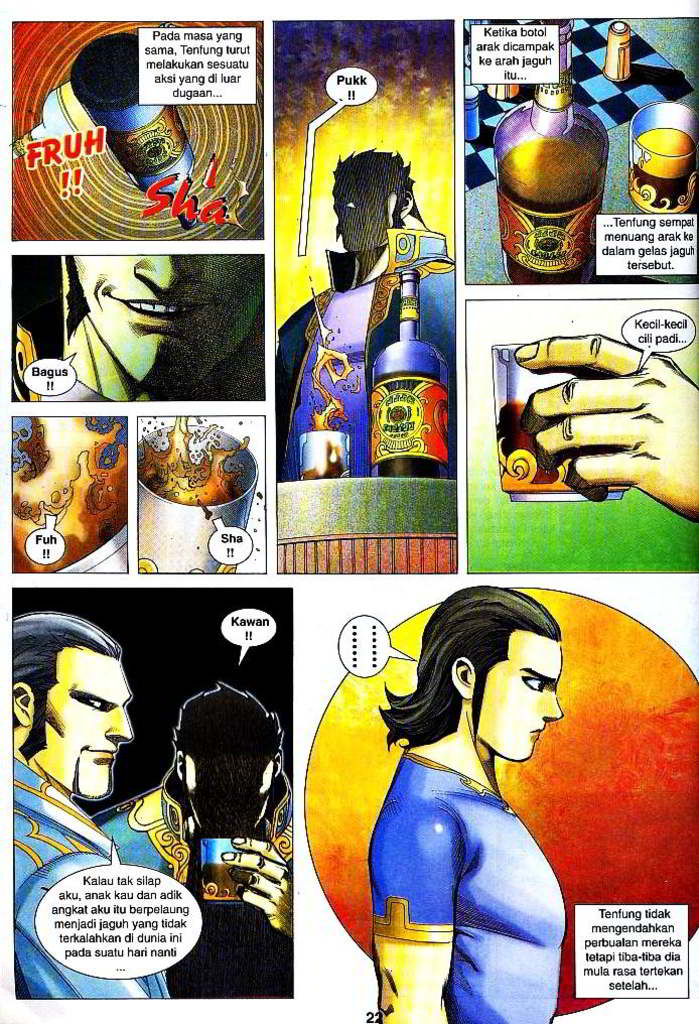 Pada masa yang
sama, Tenfung turut
melakukan sesuatu
aksi yang di luar
dugaan...
FRUH
!!
Sha
!
Pukk
!!
Ketika botol
arak dicampak
ke arah jaguh
itu...
...Tenfung sempat
menuang arak ke
dalam gelas jaguh
tersebut.
Bagus
!!
Kecil-kecil
cili padi...
Fuh
!!
Sha
!!
Kawan
!!
Kalau tak silap
aku, anak kau dan adik
angkat aku itu berpelaung
menjadi jaguh yang tidak
terkalahkan di dunia ini
pada suatu hari nanti
...
Tenfung tidak
mengendahkan
perbualan mereka
tetapi tiba-tiba dia
mula rasa tertekan
setelah...
22